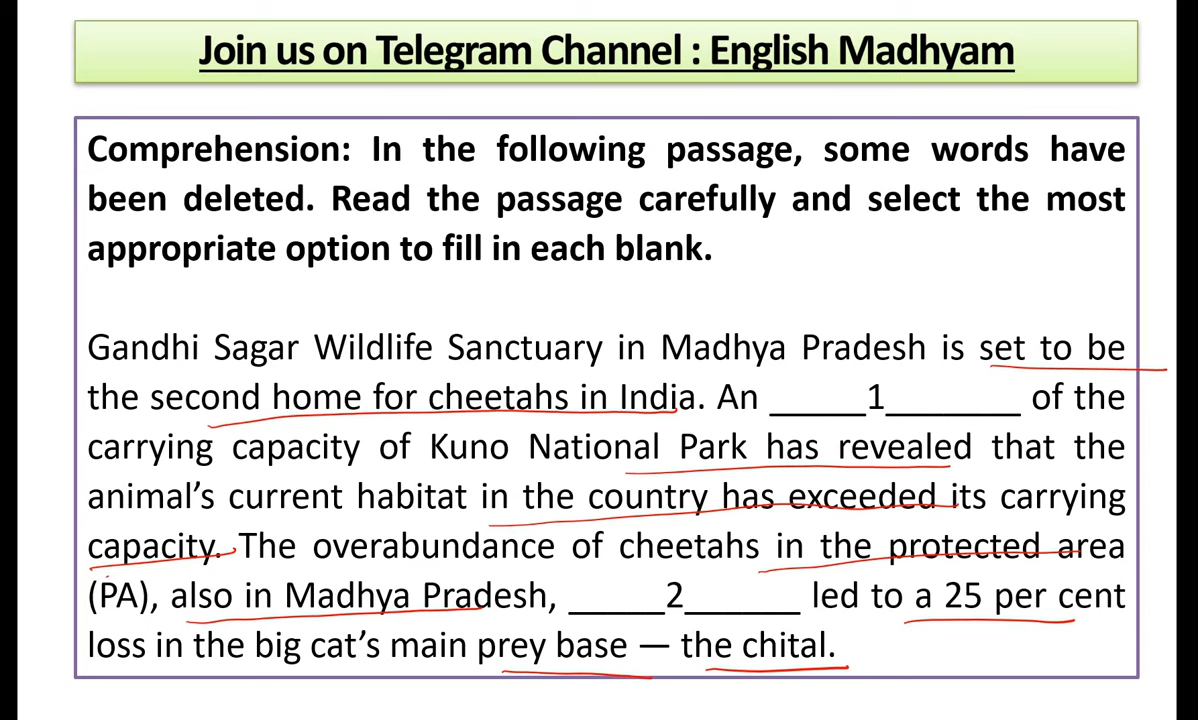 Join us on Telegram Channel : English Madhyam
Comprehension: In the following passage, some words have
been deleted. Read the passage carefully and select the most
appropriate option to fill in each blank.
Gandhi Sagar Wildlife Sanctuary in Madhya Pradesh is set to be
the second home for cheetahs in India. An _____1_______ of the
carrying capacity of Kuno National Park has revealed that the
animal’s current habitat in the country has exceeded its carrying
capacity. The overabundance of cheetahs in the protected area
(PA), also in Madhya Pradesh, _____2______ led to a 25 per cent
loss in the big cat’s main prey base — the chital.